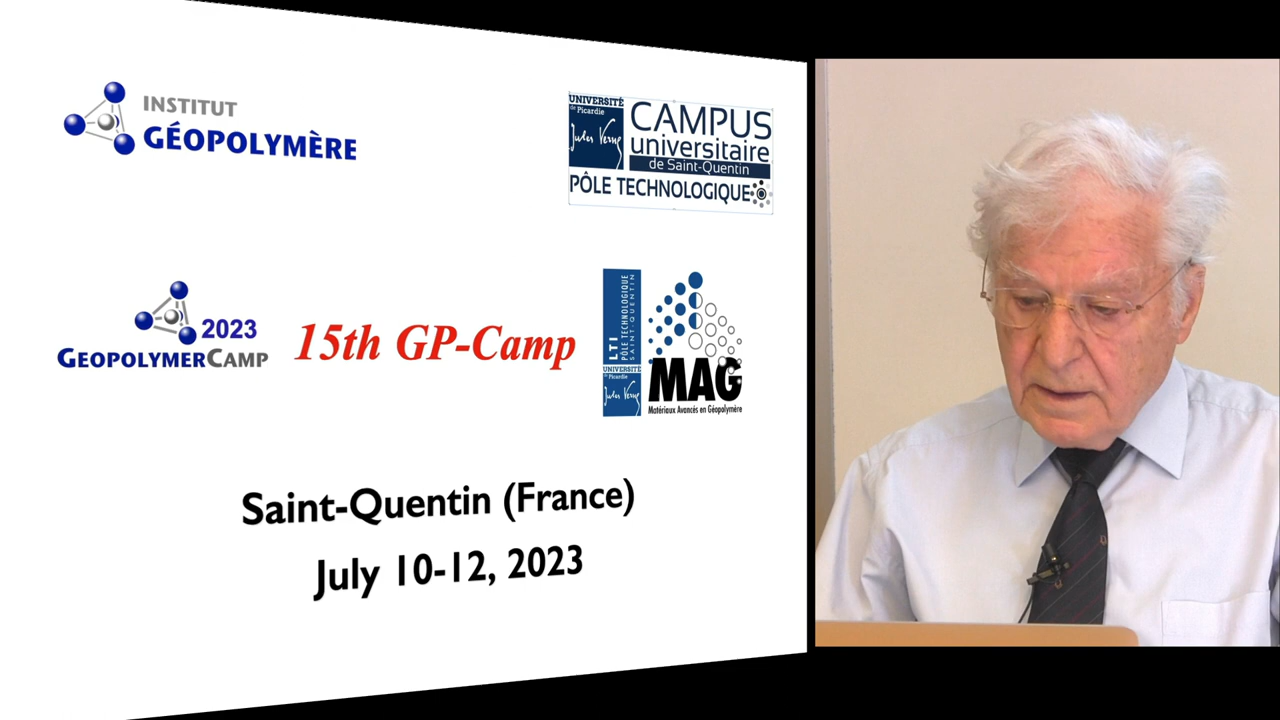 INSTITUT
GÉOPOLYMÈRE
UNIVERSITÉ
de Picardie
Jules Verne
CAMPUS
universitaire
de Saint-Quentin
PÔLE TECHNOLOGIQUE
2023
GEOPOLYMERCAMP
15th GP-Camp
LTI
PÔLE TECHNOLOGIQUE
SAINT-QUENTIN
UNIVERSITÉ
de Picardie
Jules Verne
MAG
Matériaux Avancés en Géopolymère
Saint-Quentin (France)
July 10-12, 2023